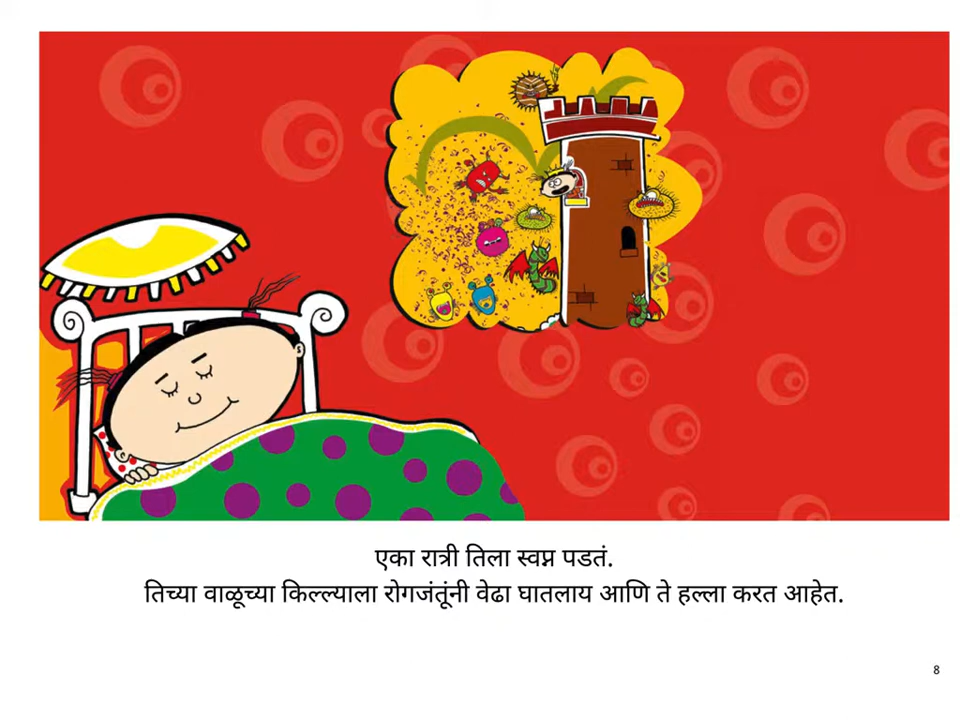 एका रात्री तिला स्वप्न पडतं.
तिच्या वाळूच्या किल्ल्याला रोगजंतूंनी वेढा घातलाय आणि ते हल्ला करत आहेत.
8